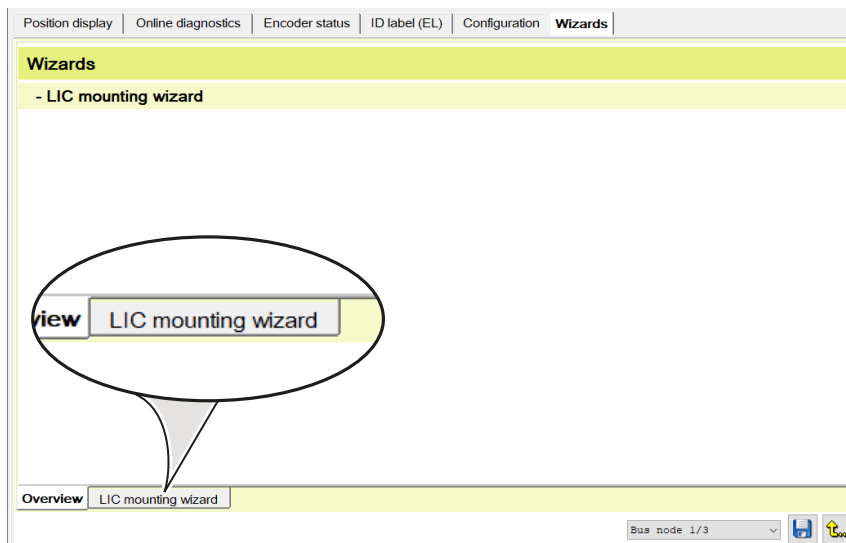 Position display Online diagnostics Encoder status ID label (EL) Configuration Wizards
Wizards
- LIC mounting wizard
view LIC mounting wizard
Overview LIC mounting wizard
Bus node 1/3